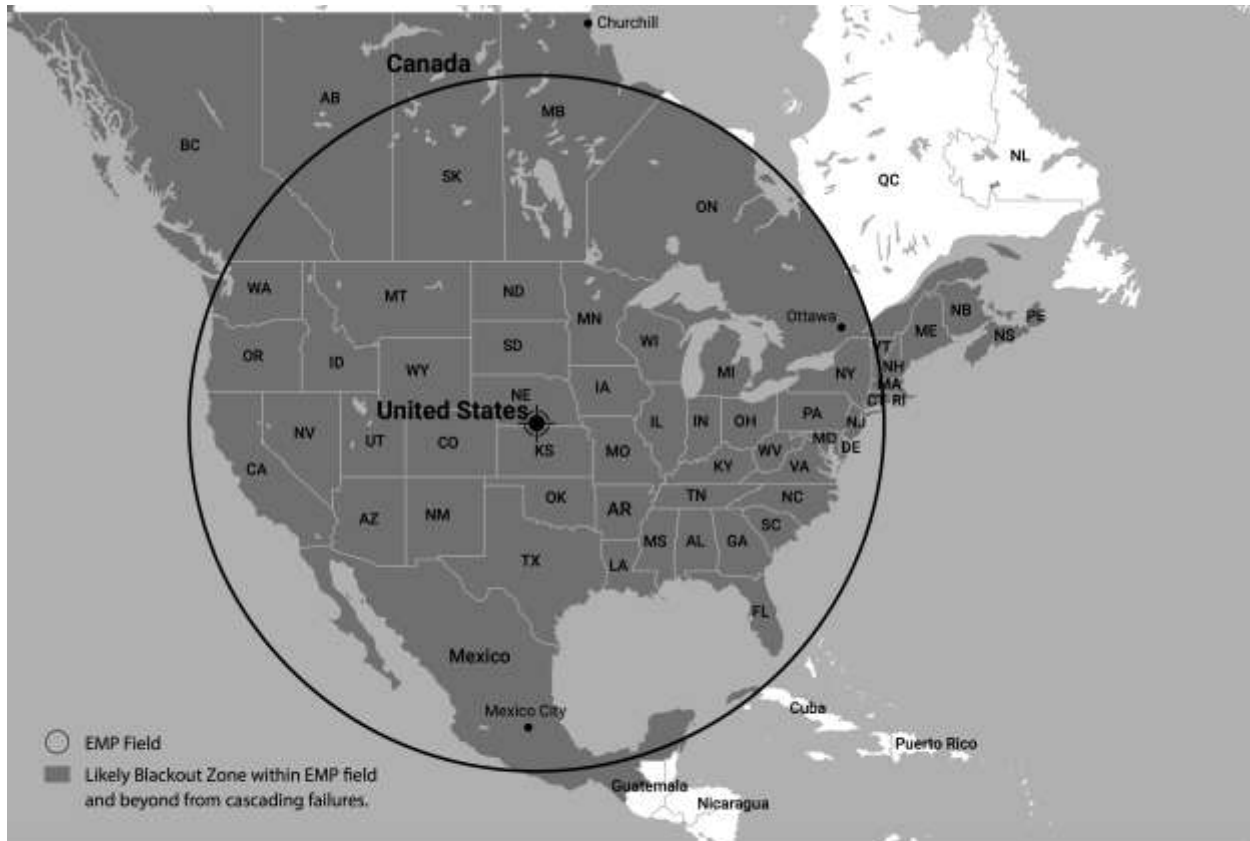 Churchill
Canada
AB
MB
BC
SK
NL
QC
ON
WA
MT
ND
MN
Ottawa
NB
PE
ME
NS
OR
ID
SD
WI
VT
NH
WY
MI
NY
MA
NE
IA
CT RI
United States
PA
NJ
NV
UT
CO
KS
MO
IL
IN
OH
MD
DE
WV
VA
CA
KY
OK
TN
NC
AZ
NM
AR
SC
TX
LA
MS
AL
GA
FL
Mexico
Mexico City
Cuba
Puerto Rico
EMP Field
Guatemala
Nicaragua
Likely Blackout Zone within EMP field
and beyond from cascading failures.